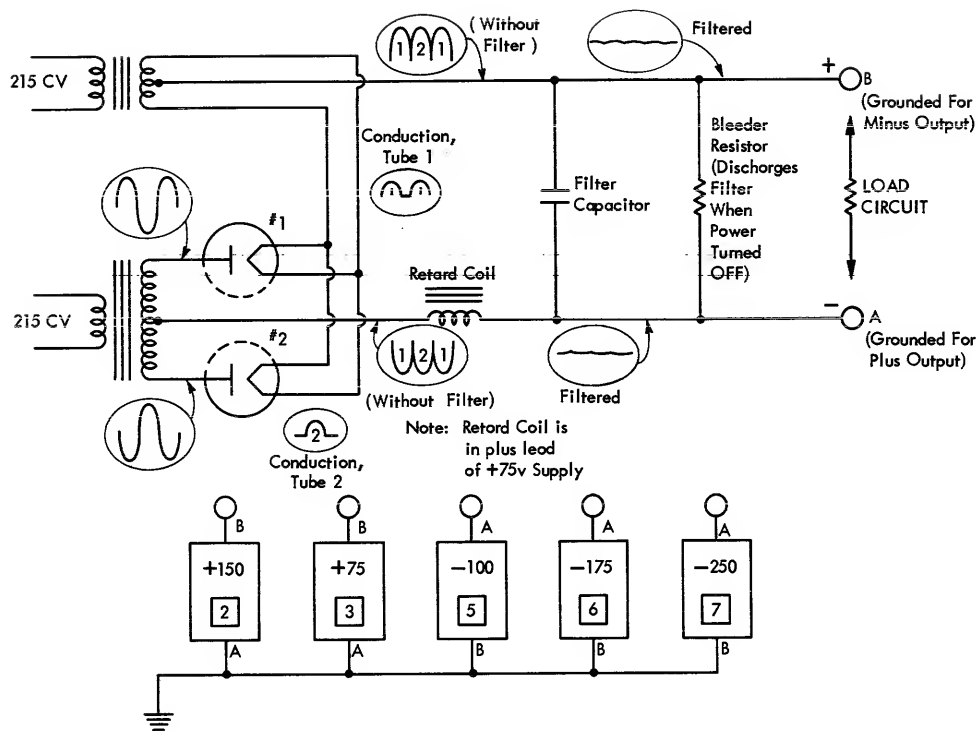 (Without
Filter)
Filtered
1 2 1
215 CV
+
B
(Grounded For
Minus Output)
Conduction,
Tube 1
Bleeder
Resistor
(Discharges
Filter
When
Power
Turned
OFF)
Filter
Capacitor
LOAD
CIRCUIT
#1
Retard Coil
215 CV
−
A
(Grounded For
Plus Output)
#2
1 2 1
(Without Filter)
Filtered
2
Conduction,
Tube 2
Note: Retord Coil is
in plus lead
of +75v Supply
B
B
A
A
A
+150
+75
−100
−175
−250
2
3
5
6
7
A
A
B
B
B